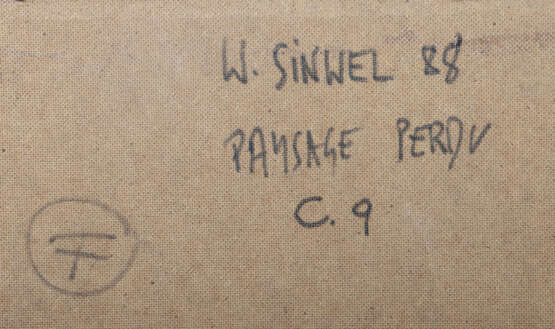 W. SINWEL 88
PAYSAGE PERDU
C. 9
F